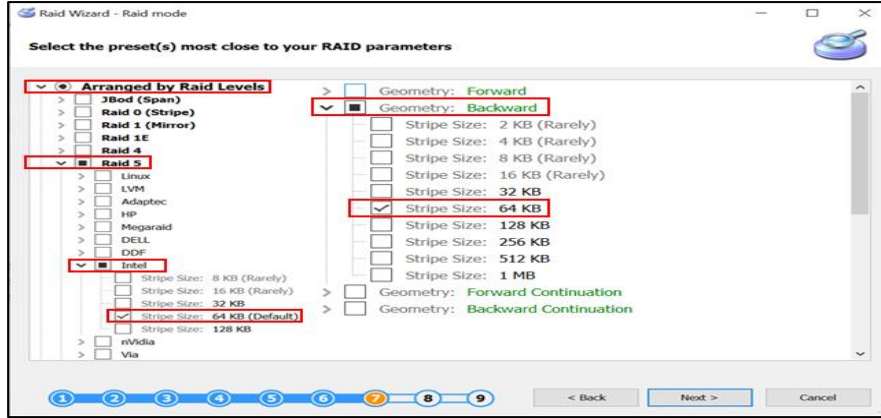 Raid Wizard - Raid mode
Select the preset(s) most close to your RAID parameters
Arranged by Raid Levels
JBod (Span)
Raid 0 (Stripe)
Raid 1 (Mirror)
Raid 1E
Raid 4
Raid 5
Linux
LVM
Adaptec
HP
Megaraid
DELL
DDF
Intel
Stripe Size: 8 KB (Rarely)
Stripe Size: 16 KB (Rarely)
Stripe Size: 32 KB
Stripe Size: 64 KB (Default)
Stripe Size: 128 KB
nVidia
Via
Geometry: Forward
Geometry: Backward
Stripe Size: 2 KB (Rarely)
Stripe Size: 4 KB (Rarely)
Stripe Size: 8 KB (Rarely)
Stripe Size: 16 KB (Rarely)
Stripe Size: 32 KB
Stripe Size: 64 KB
Stripe Size: 128 KB
Stripe Size: 256 KB
Stripe Size: 512 KB
Stripe Size: 1 MB
Geometry: Forward Continuation
Geometry: Backward Continuation
1 2 3 4 5 6 7 8 9
< Back Next > Cancel